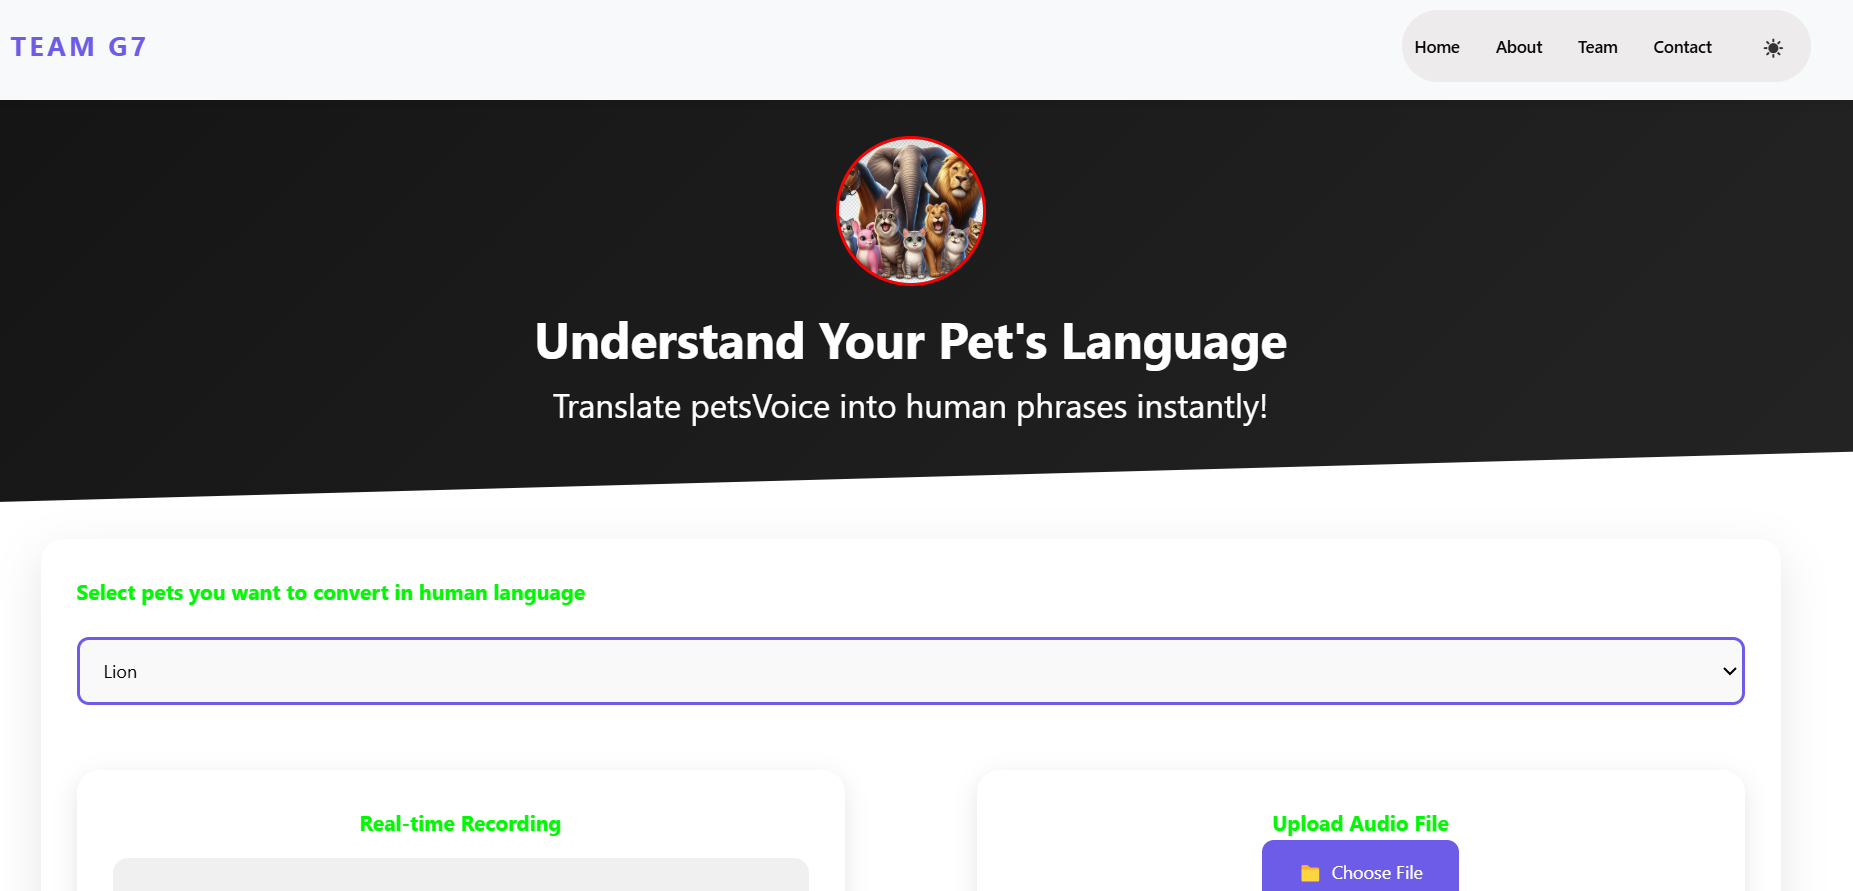 TEAM G7
Home About Team Contact
Understand Your Pet's Language
Translate petsVoice into human phrases instantly!
Select pets you want to convert in human language
Lion
Real-time Recording
Upload Audio File
Choose File